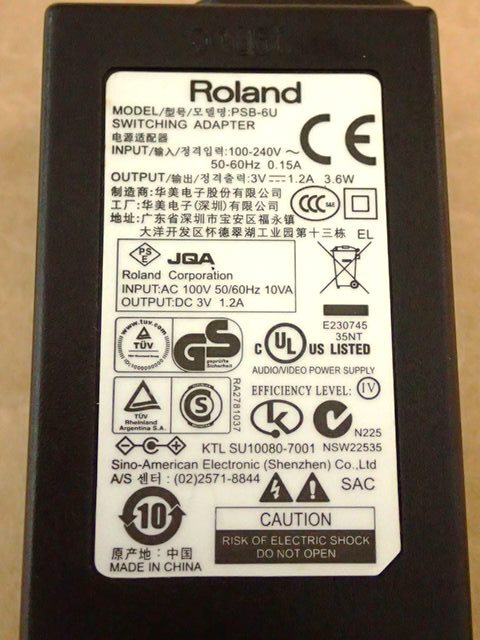 Roland
MODEL/型号/모델명:PSB-6U
SWITCHING ADAPTER
电源适配器
INPUT/输入/정격입력:100-240V ~
50-60Hz 0.15A
OUTPUT/输出/정격출력:3V⎓1.2A 3.6W
CE
制造商:华美电子股份有限公司
工厂:华美电子(深圳)有限公司
CCC S&E
地址:广东省深圳市宝安区福永镇
大洋开发区怀德翠湖工业园第十三栋 EL
PSE JQA
Roland Corporation
INPUT:AC 100V 50/60Hz 10VA
OUTPUT:DC 3V 1.2A
E230745
35NT
www.tuv.com
TÜV
GS
geprüfte
Sicherheit
C UL US LISTED
AUDIO/VIDEO POWER SUPPLY
EFFICIENCY LEVEL: IV
TÜV
Rheinland
Argentina S.A.
S
RA2781037
K
N225
KTL SU10080-7001 NSW22535
Sino-American Electronic (Shenzhen) Co.,Ltd
A/S 센터 : (02)2571-8844
SAC
10
CAUTION
RISK OF ELECTRIC SHOCK
DO NOT OPEN
原产地: 中国
MADE IN CHINA